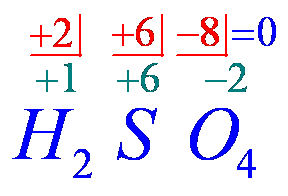 +2 +6 −8 =0
+1 +6 −2
H₂ S O₄